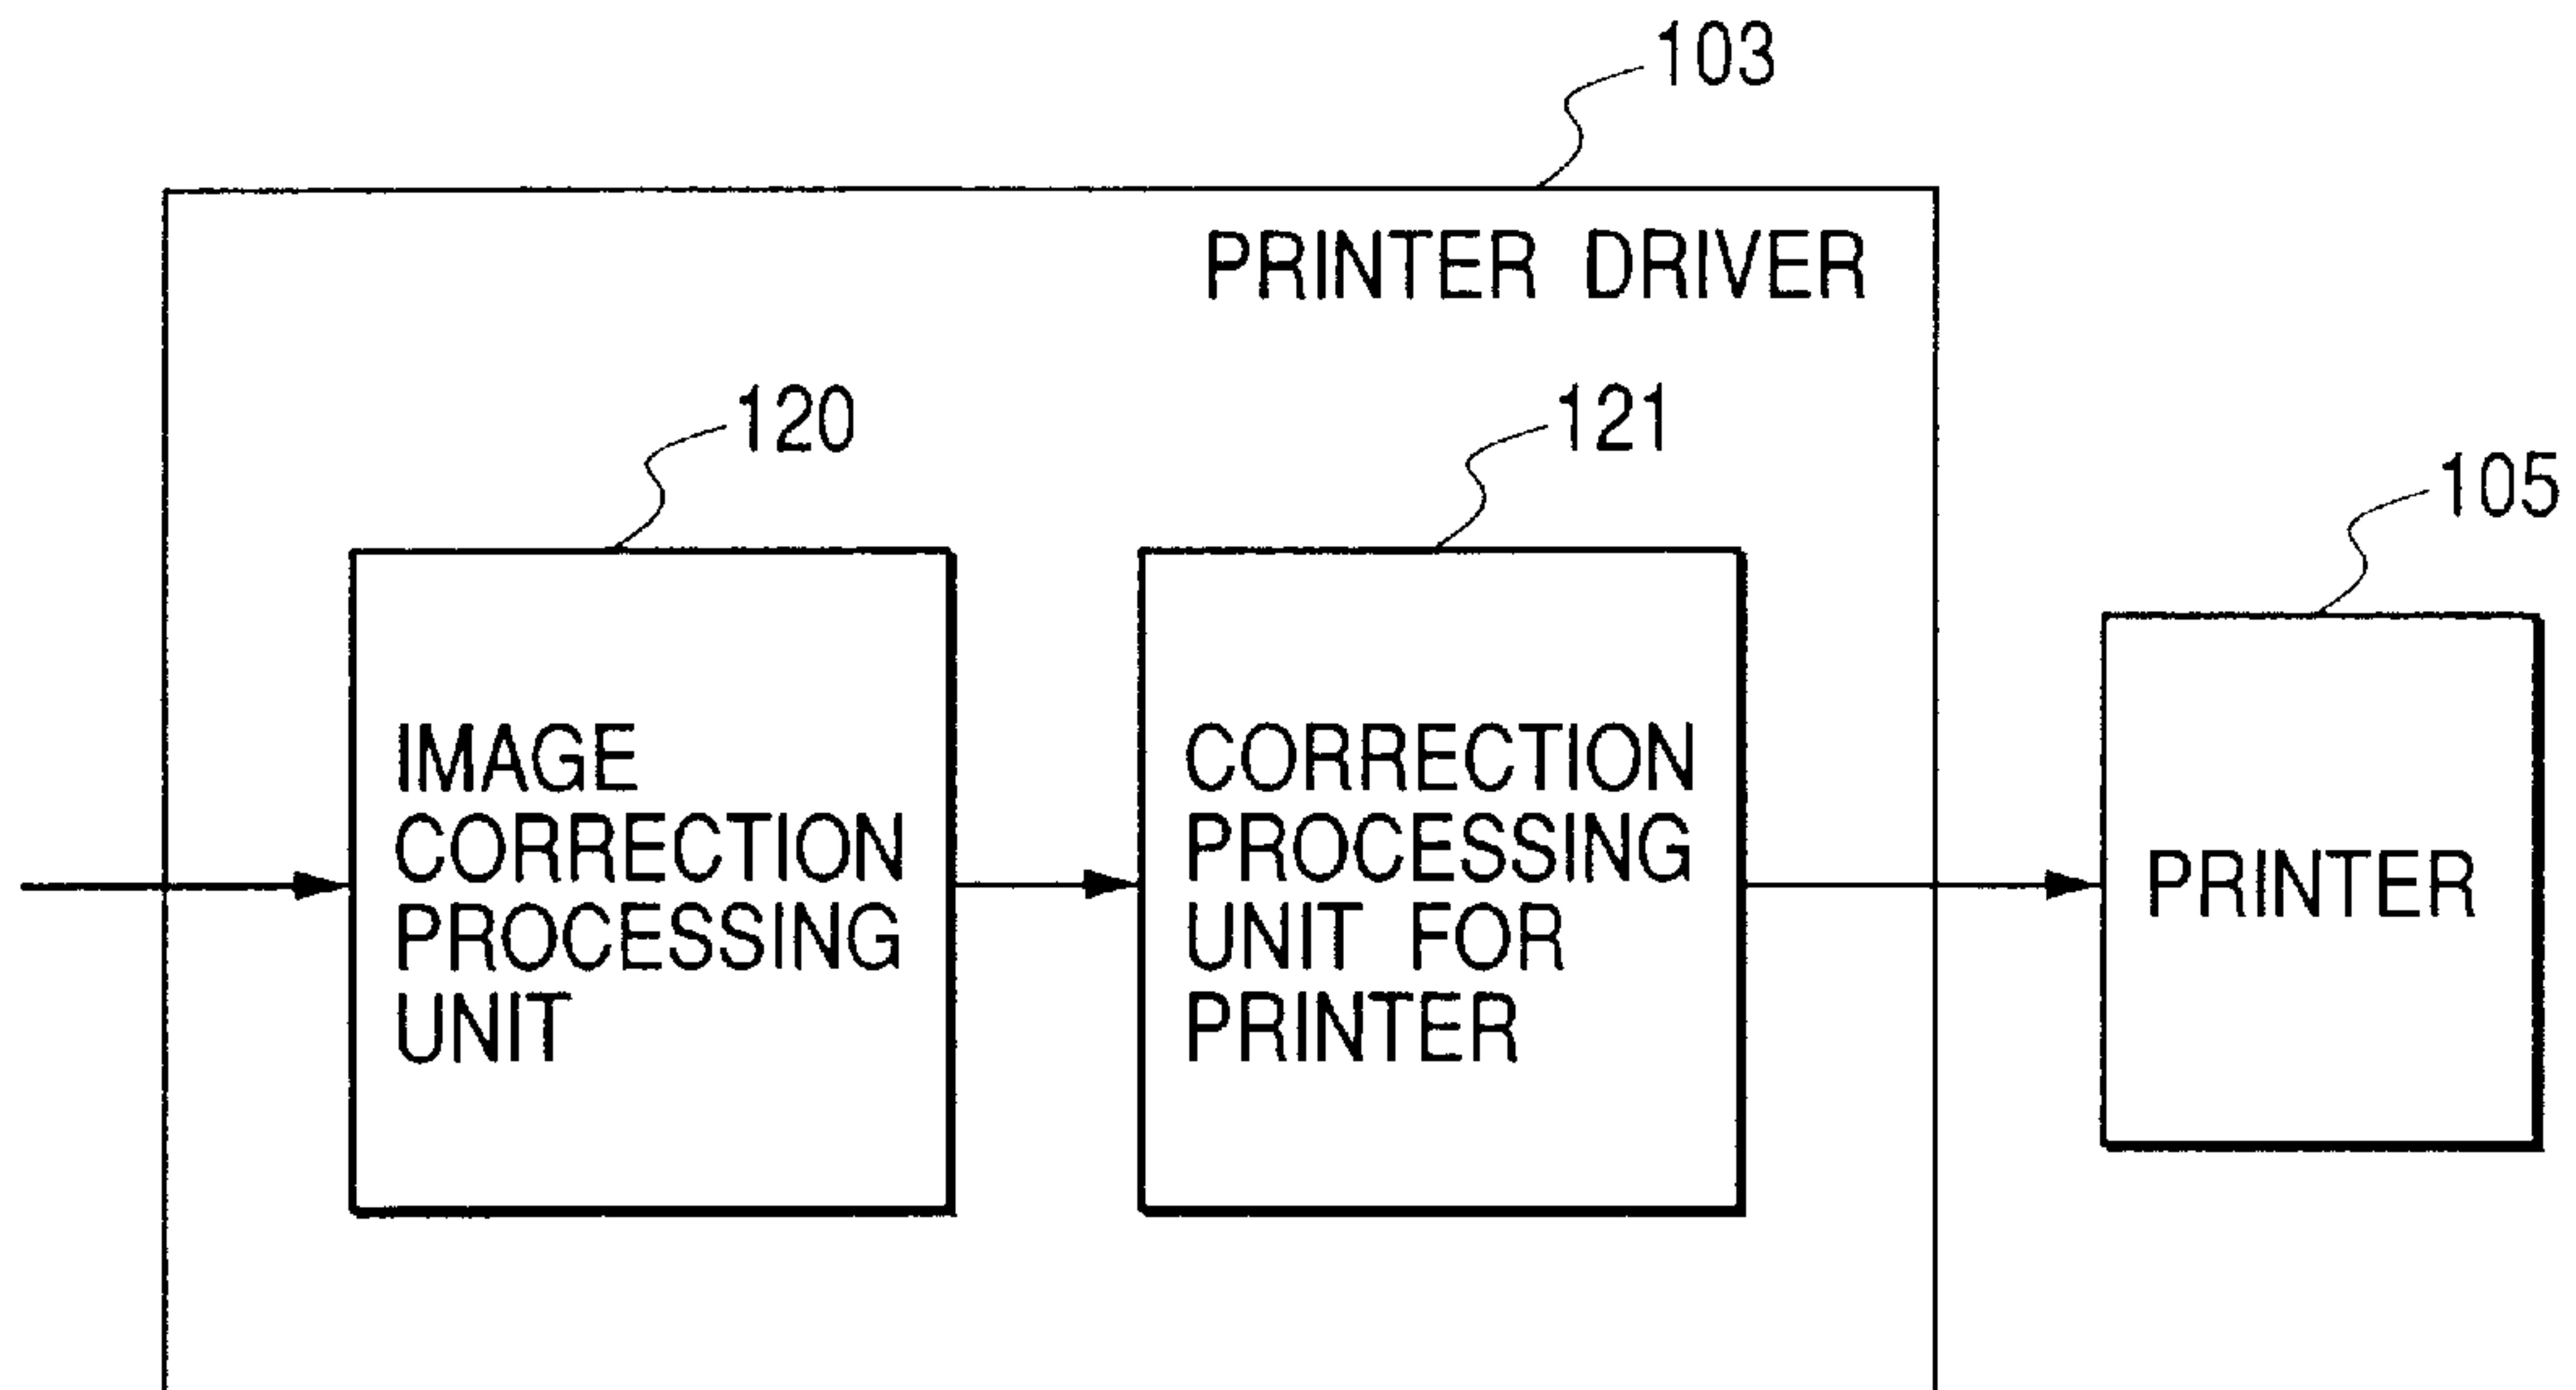 103
PRINTER DRIVER
120
121
105
IMAGE
CORRECTION
PROCESSING
UNIT
CORRECTION
PROCESSING
UNIT FOR
PRINTER
PRINTER